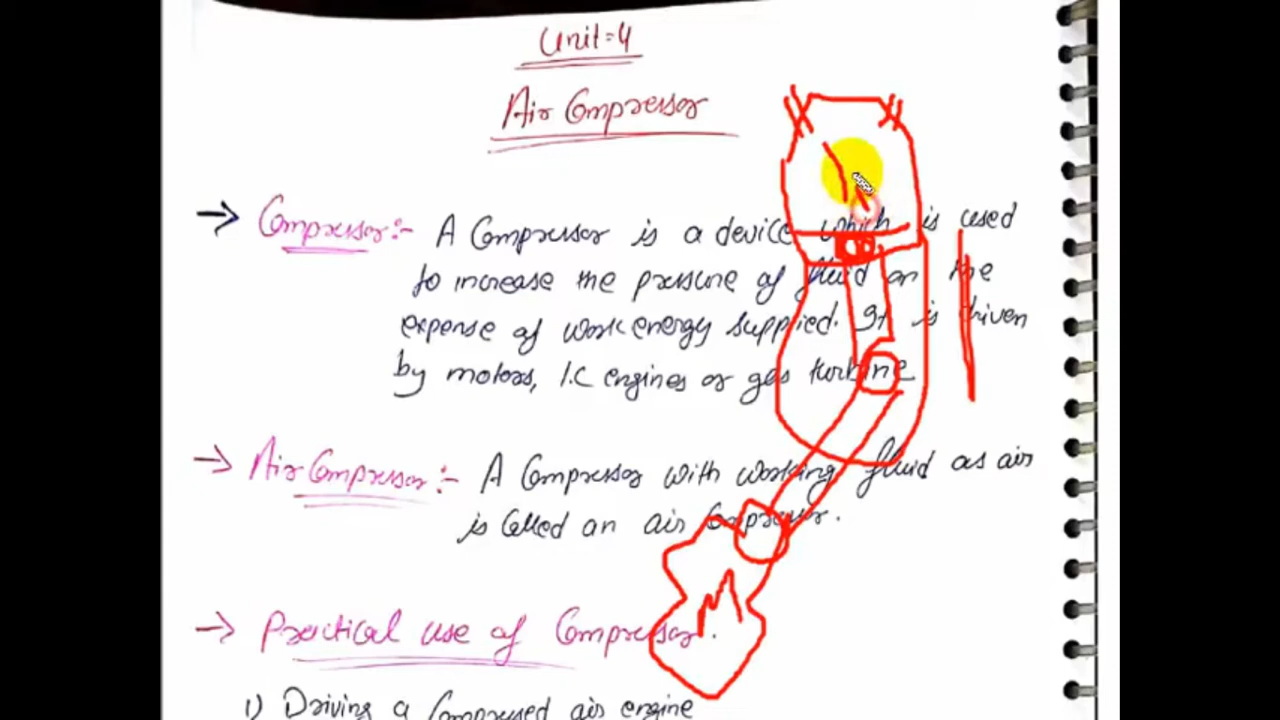 Unit=4
Air Compressor
→ Compressor:- A Compressor is a device which is used
to increase the pressure of fluid on the
expense of work energy supplied. It is driven
by motors, I.C engines or gas turbine
→ Air Compressor:- A Compressor with working fluid as air
is Called an air Compressor.
→ Practical use of Compressor.
1) Driving a Compressed air engine